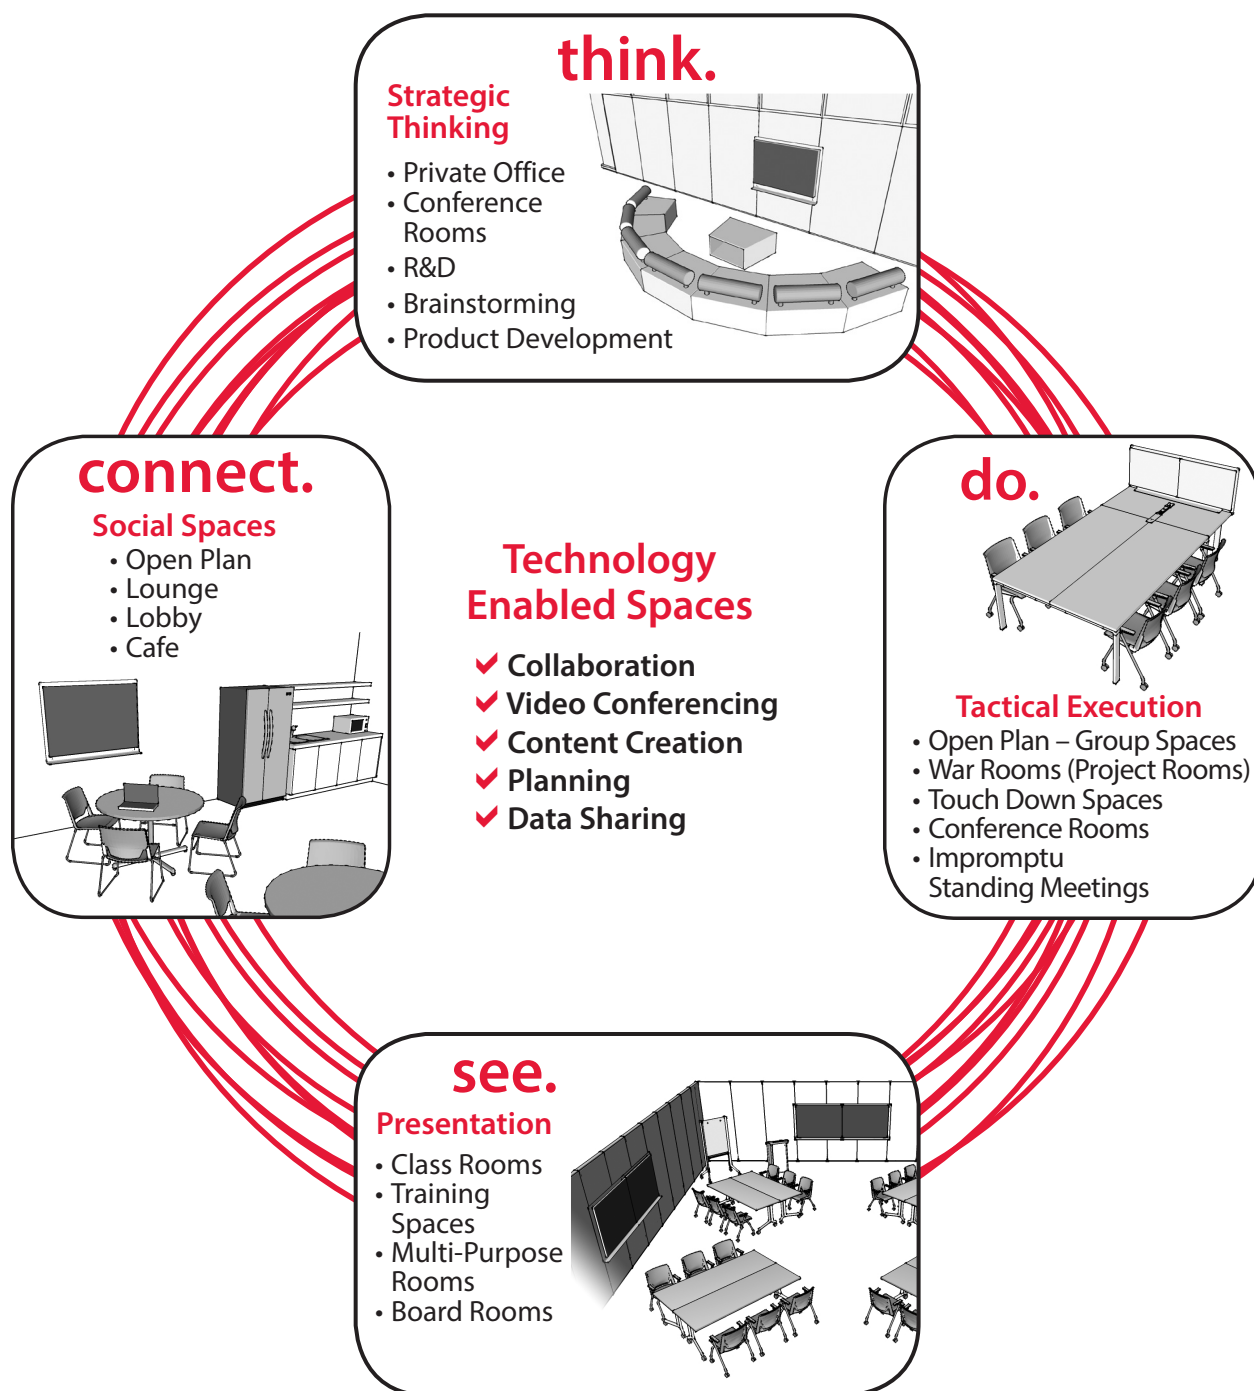 think.
Strategic
Thinking
• Private Office
• Conference
Rooms
• R&D
• Brainstorming
• Product Development
connect.
Social Spaces
• Open Plan
• Lounge
• Lobby
• Cafe
Technology
Enabled Spaces
✔ Collaboration
✔ Video Conferencing
✔ Content Creation
✔ Planning
✔ Data Sharing
do.
Tactical Execution
• Open Plan – Group Spaces
• War Rooms (Project Rooms)
• Touch Down Spaces
• Conference Rooms
• Impromptu
Standing Meetings
see.
Presentation
• Class Rooms
• Training
Spaces
• Multi-Purpose
Rooms
• Board Rooms